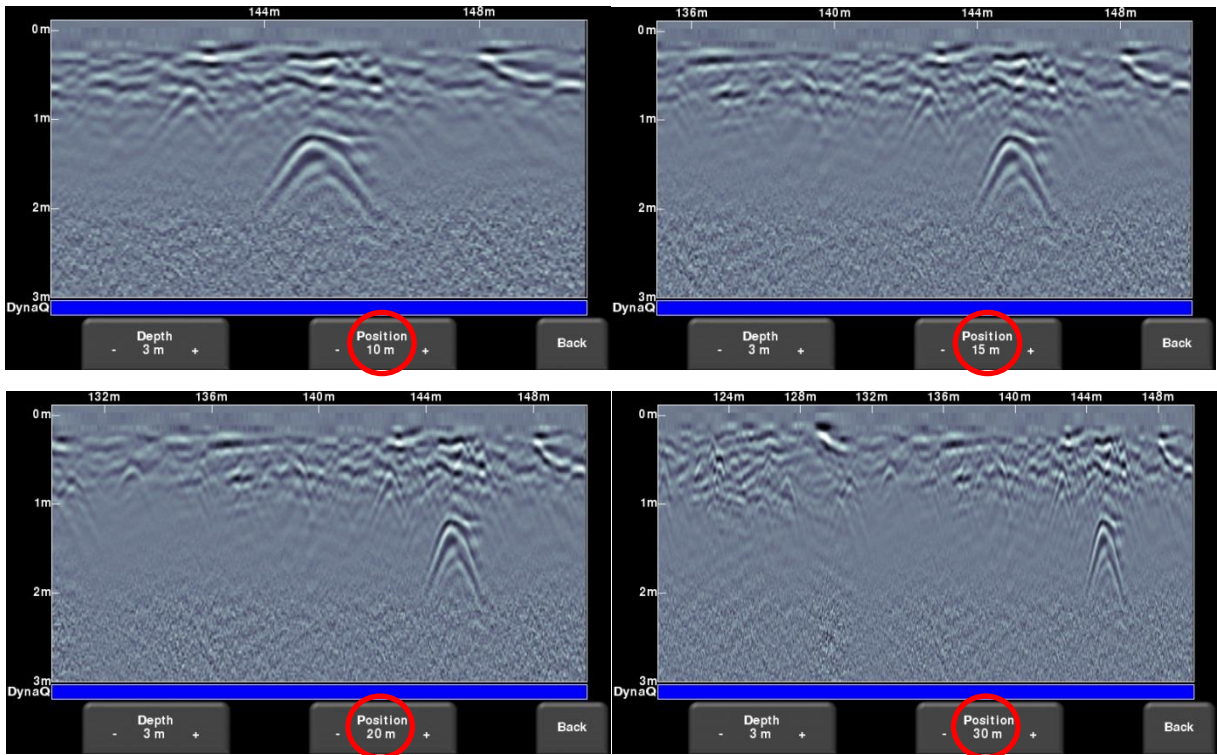 144m 148m
0m
1m
2m
3m
DynaQ
Depth Position
- 3 m + - 10 m + Back
136m 140m 144m 148m
0m
1m
2m
3m
DynaQ
Depth Position
- 3 m + - 15 m + Back
132m 136m 140m 144m 148m
0m
1m
2m
3m
DynaQ
Depth Position
- 3 m + - 20 m + Back
124m 128m 132m 136m 140m 144m 148m
0m
1m
2m
3m
DynaQ
Depth Position
- 3 m + - 30 m + Back